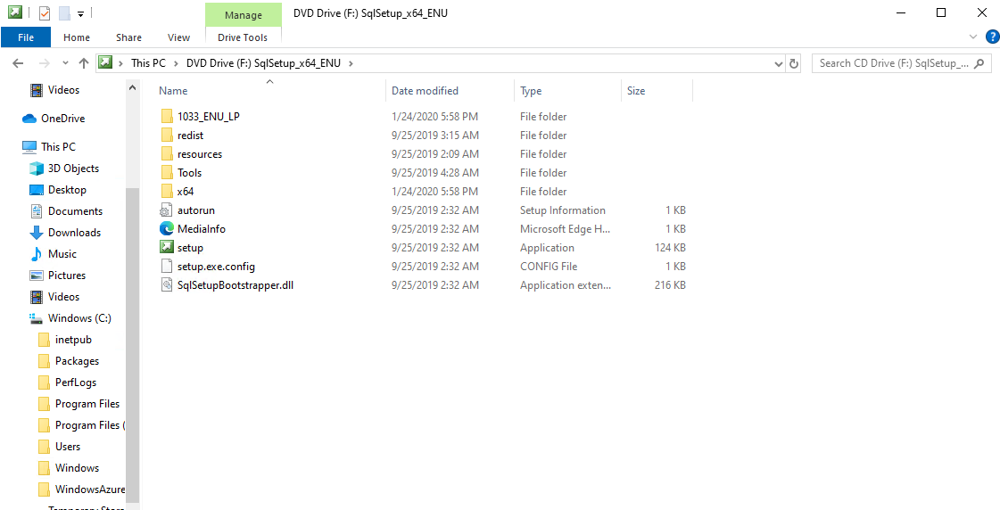 Manage
DVD Drive (F:) SqlSetup_x64_ENU
File Home Share View Drive Tools
This PC DVD Drive (F:) SqlSetup_x64_ENU
Search CD Drive (F:) SqlSetup_...
Videos
OneDrive
This PC
3D Objects
Desktop
Documents
Downloads
Music
Pictures
Videos
Windows (C:)
inetpub
Packages
PerfLogs
Program Files
Program Files (
Users
Windows
WindowsAzure
Name Date modified Type Size
1033_ENU_LP 1/24/2020 5:58 PM File folder
redist 9/25/2019 3:15 AM File folder
resources 9/25/2019 2:09 AM File folder
Tools 9/25/2019 4:28 AM File folder
x64 1/24/2020 5:58 PM File folder
autorun 9/25/2019 2:32 AM Setup Information 1 KB
MediaInfo 9/25/2019 2:32 AM Microsoft Edge H... 1 KB
setup 9/25/2019 2:32 AM Application 124 KB
setup.exe.config 9/25/2019 2:32 AM CONFIG File 1 KB
SqlSetupBootstrapper.dll 9/25/2019 2:32 AM Application exten... 216 KB